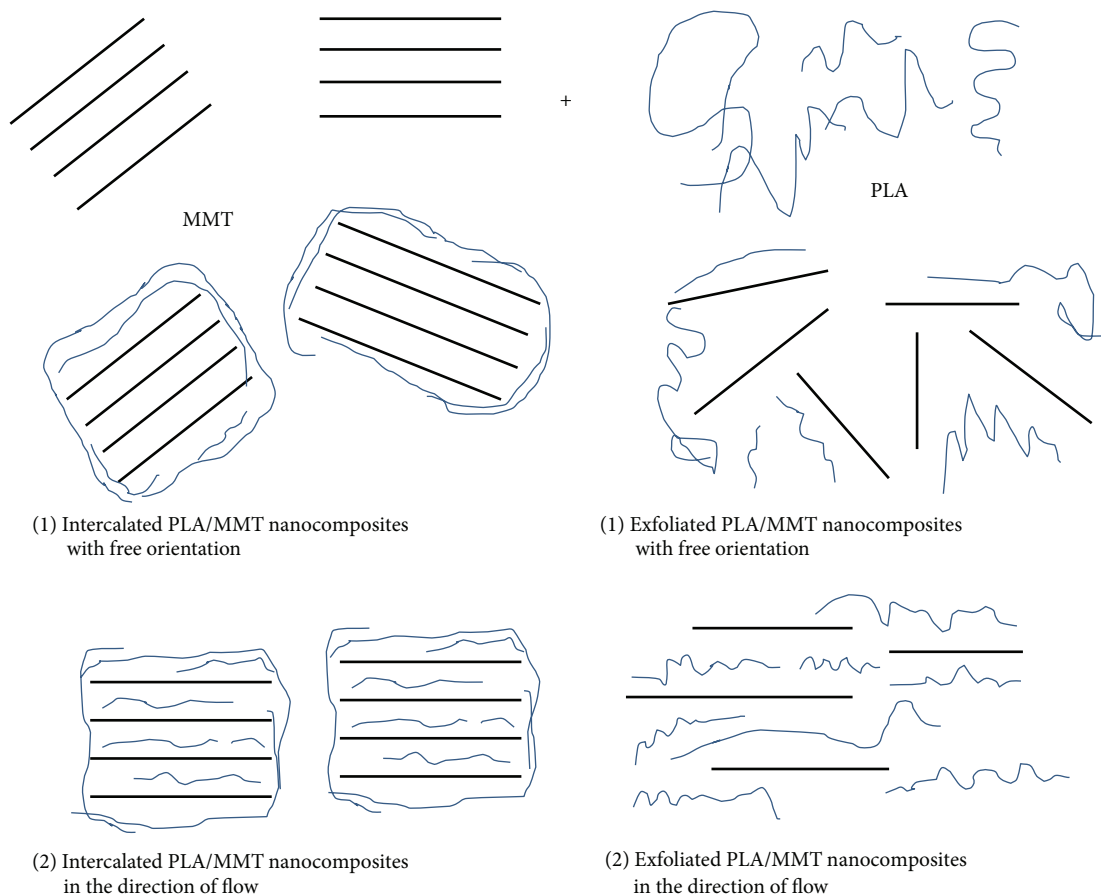 +
PLA
MMT
(1) Intercalated PLA/MMT nanocomposites
with free orientation
(1) Exfoliated PLA/MMT nanocomposites
with free orientation
(2) Intercalated PLA/MMT nanocomposites
in the direction of flow
(2) Exfoliated PLA/MMT nanocomposites
in the direction of flow